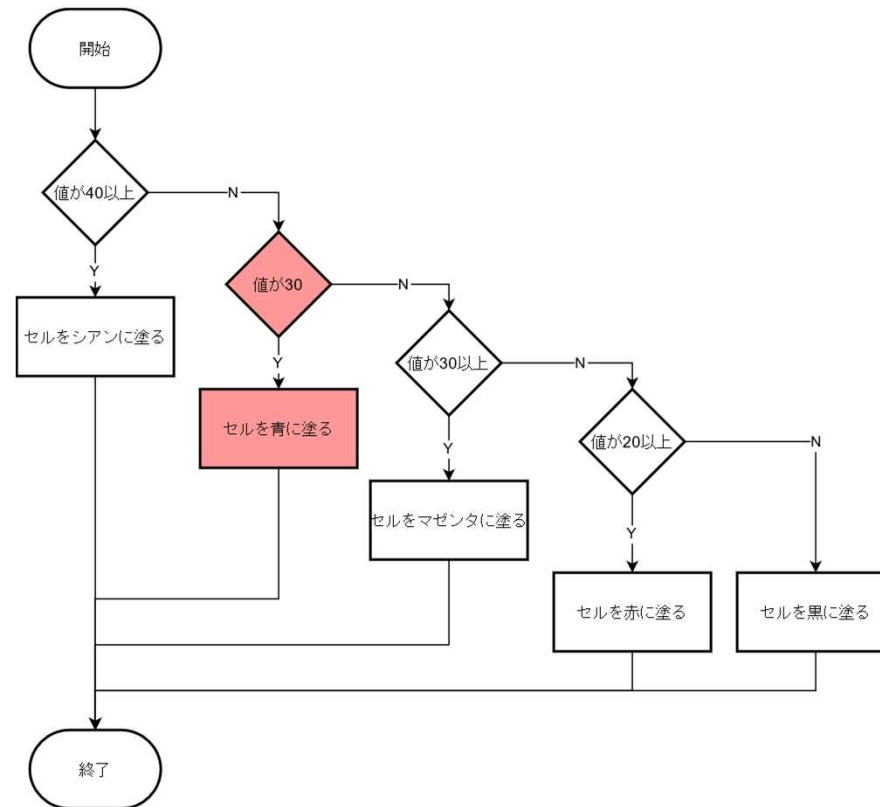 開始
値が40以上
N
Y
セルをシアンに塗る
値が30
N
Y
セルを青に塗る
値が30以上
N
Y
セルをマゼンタに塗る
値が20以上
N
Y
セルを赤に塗る
セルを黒に塗る
終了